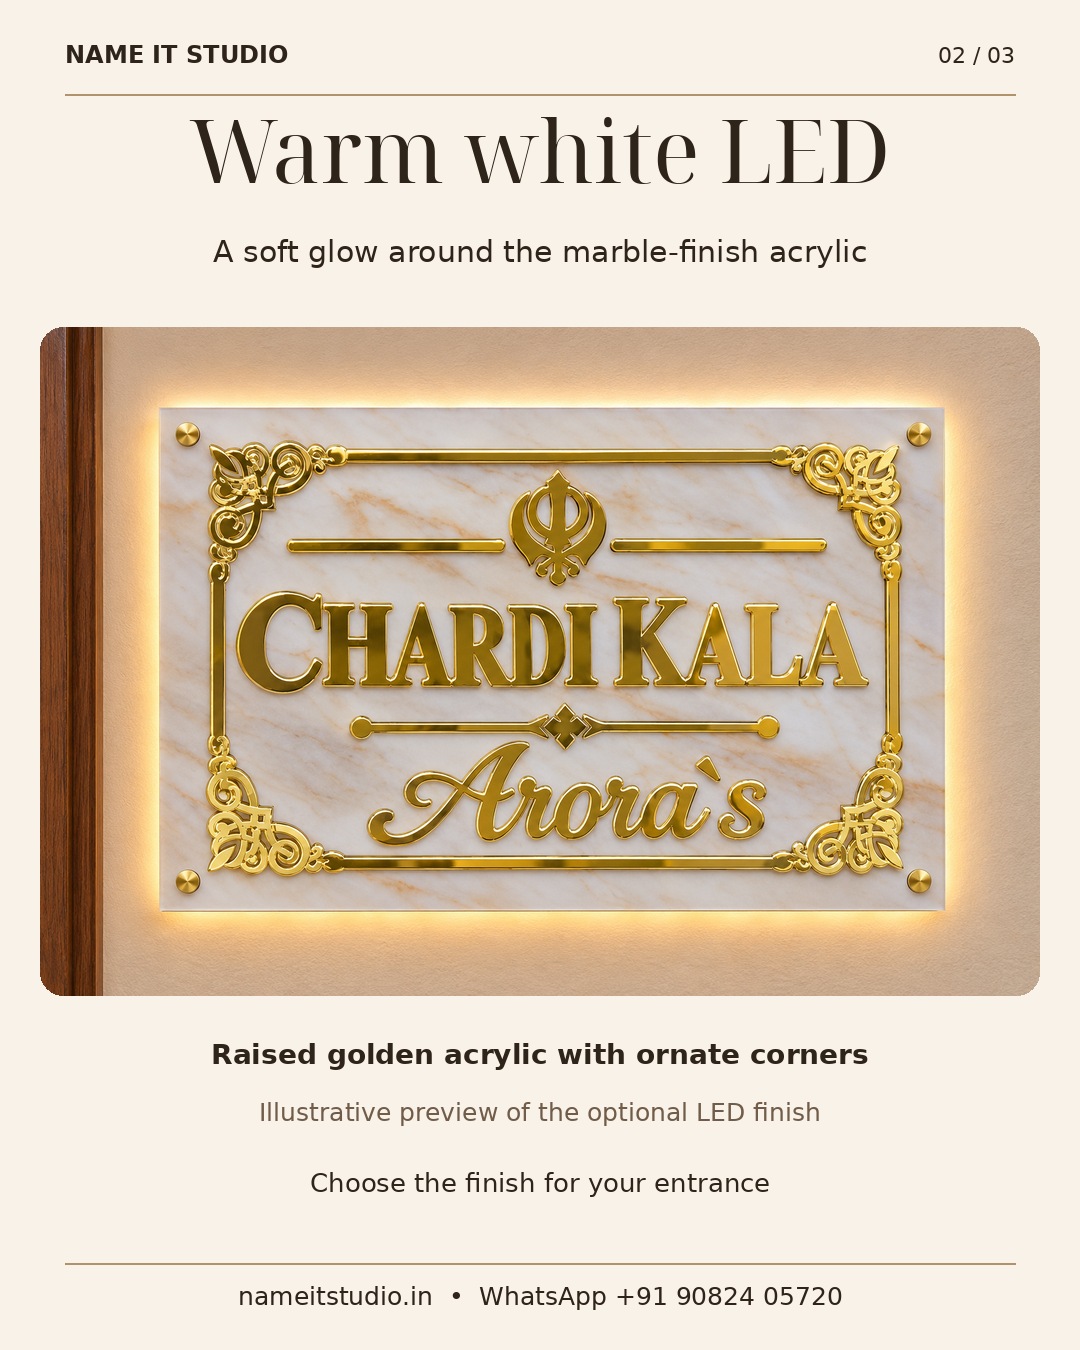 NAME IT STUDIO
02 / 03
Warm white LED
A soft glow around the marble-finish acrylic
CHARDI KALA
Arora`s
Raised golden acrylic with ornate corners
Illustrative preview of the optional LED finish
Choose the finish for your entrance
nameitstudio.in • WhatsApp +91 90824 05720